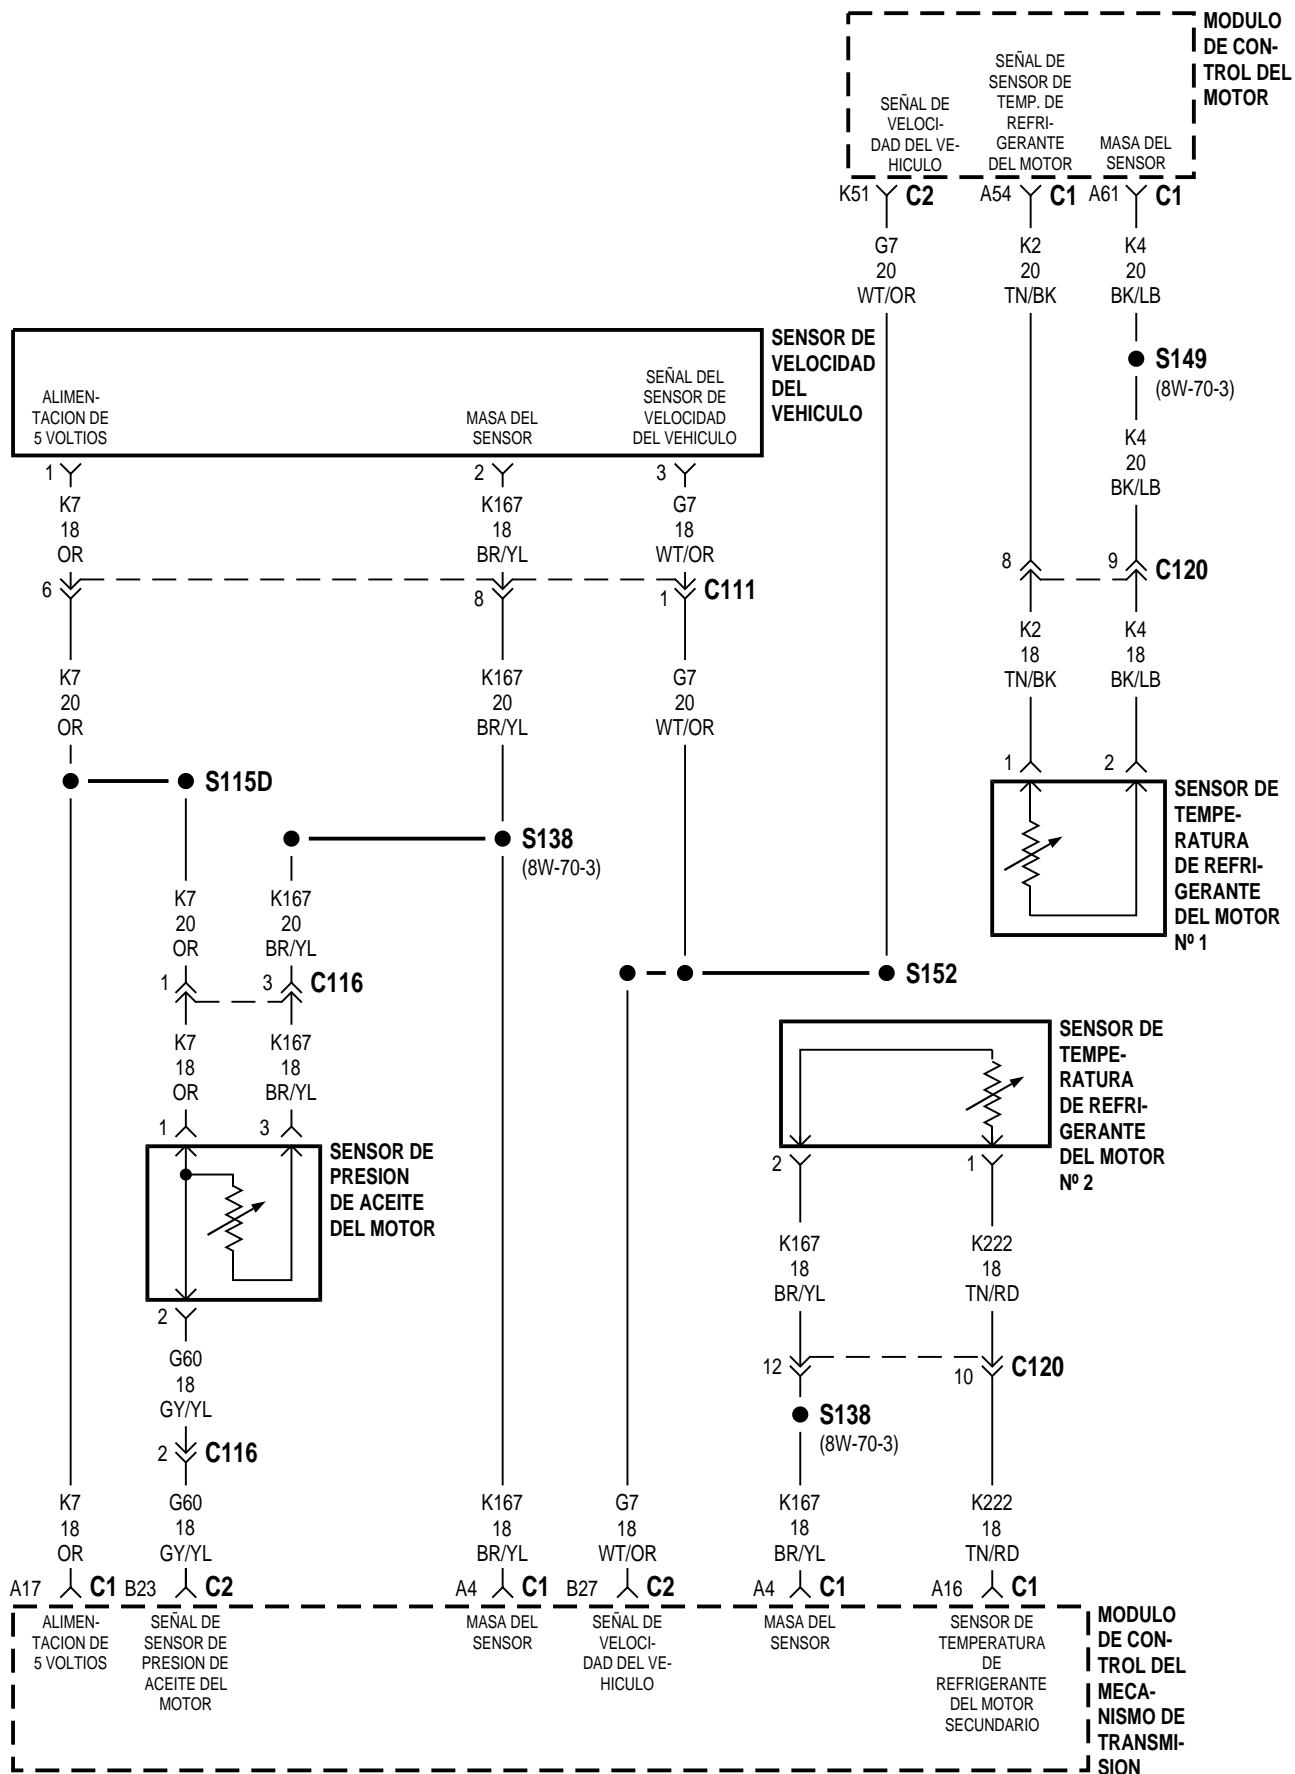 MODULO
DE CON-
TROL DEL
MOTOR
SEÑAL DE
VELOCI-
DAD DEL VE-
HICULO
SEÑAL DE
SENSOR DE
TEMP. DE
REFRI-
GERANTE
DEL MOTOR
MASA DEL
SENSOR
K51 C2 A54 C1 A61 C1
G7 K2 K4
20 20 20
WT/OR TN/BK BK/LB
S149
(8W-70-3)
K4
20
BK/LB
8 9 C120
K2 K4
18 18
TN/BK BK/LB
1 2
SENSOR DE
TEMPE-
RATURA
DE REFRI-
GERANTE
DEL MOTOR
Nº 1
SENSOR DE
VELOCIDAD
DEL
VEHICULO
ALIMEN-
TACION DE
5 VOLTIOS
MASA DEL
SENSOR
SEÑAL DEL
SENSOR DE
VELOCIDAD
DEL VEHICULO
1 2 3
K7 K167 G7
18 18 18
OR BR/YL WT/OR
6 8 1 C111
K7 K167 G7
20 20 20
OR BR/YL WT/OR
S115D
S138
(8W-70-3)
K7 K167
20 20
OR BR/YL
1 3 C116
S152
K7 K167
18 18
OR BR/YL
1 3
SENSOR DE
PRESION
DE ACEITE
DEL MOTOR
2
G60
18
GY/YL
2 C116
SENSOR DE
TEMPE-
RATURA
DE REFRI-
GERANTE
DEL MOTOR
Nº 2
2 1
K167 K222
18 18
BR/YL TN/RD
12 10 C120
S138
(8W-70-3)
K7 G60 K167 G7 K167 K222
18 18 18 18 18 18
OR GY/YL BR/YL WT/OR BR/YL TN/RD
A17 C1 B23 C2 A4 C1 B27 C2 A4 C1 A16 C1
ALIMEN-
TACION DE
5 VOLTIOS
SEÑAL DE
SENSOR DE
PRESION DE
ACEITE DEL
MOTOR
MASA DEL
SENSOR
SEÑAL DE
VELOCI-
DAD DEL VE-
HICULO
MASA DEL
SENSOR
SENSOR DE
TEMPERATURA
DE
REFRIGERANTE
DEL MOTOR
SECUNDARIO
MODULO
DE CON-
TROL DEL
MECA-
NISMO DE
TRANSMI-
SION